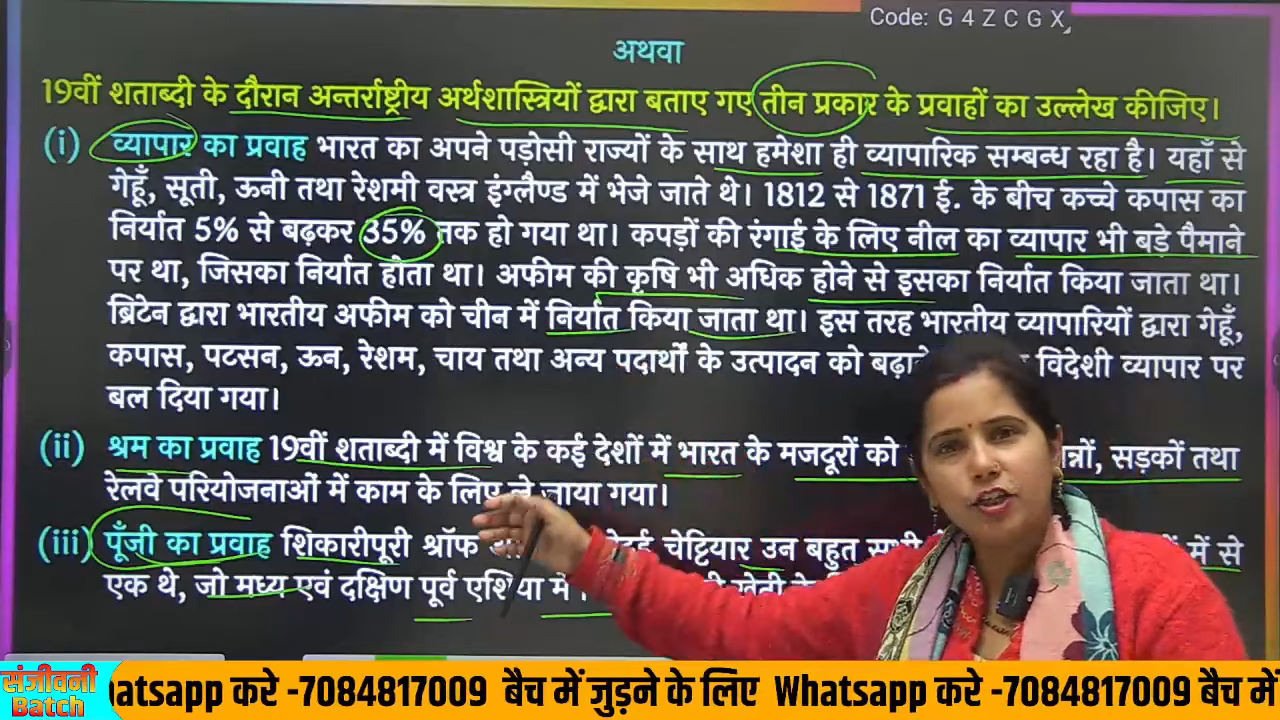 Code: G 4 Z C G X
अथवा
19वीं शताब्दी के दौरान अन्तर्राष्ट्रीय अर्थशास्त्रियों द्वारा बताए गए तीन प्रकार के प्रवाहों का उल्लेख कीजिए।
(i) व्यापार का प्रवाह भारत का अपने पड़ोसी राज्यों के साथ हमेशा ही व्यापारिक सम्बन्ध रहा है। यहाँ से
गेहूँ, सूती, ऊनी तथा रेशमी वस्त्र इंग्लैण्ड में भेजे जाते थे। 1812 से 1871 ई. के बीच कच्चे कपास का
निर्यात 5% से बढ़कर 35% तक हो गया था। कपड़ों की रंगाई के लिए नील का व्यापार भी बड़े पैमाने
पर था, जिसका निर्यात होता था। अफीम की कृषि भी अधिक होने से इसका निर्यात किया जाता था।
ब्रिटेन द्वारा भारतीय अफीम को चीन में निर्यात किया जाता था। इस तरह भारतीय व्यापारियों द्वारा गेहूँ,
कपास, पटसन, ऊन, रेशम, चाय तथा अन्य पदार्थों के उत्पादन को विदेशी व्यापार पर
बल दिया गया।
(ii) श्रम का प्रवाह 19वीं शताब्दी में विश्व के कई देशों में भारत के मजदूरों को सड़कों तथा
रेलवे परियोजनाओं में काम के लिए ले जाया गया।
(iii) पूँजी का प्रवाह शिकारीपूरी श्रॉफ चेट्टियार उन बहुत में से
एक थे, जो मध्य एवं दक्षिण पूर्व एशिया में
संजीवनी
Batch
hatsapp करे -7084817009 बैच में जुड़ने के लिए Whatsapp करे -7084817009 बैच में